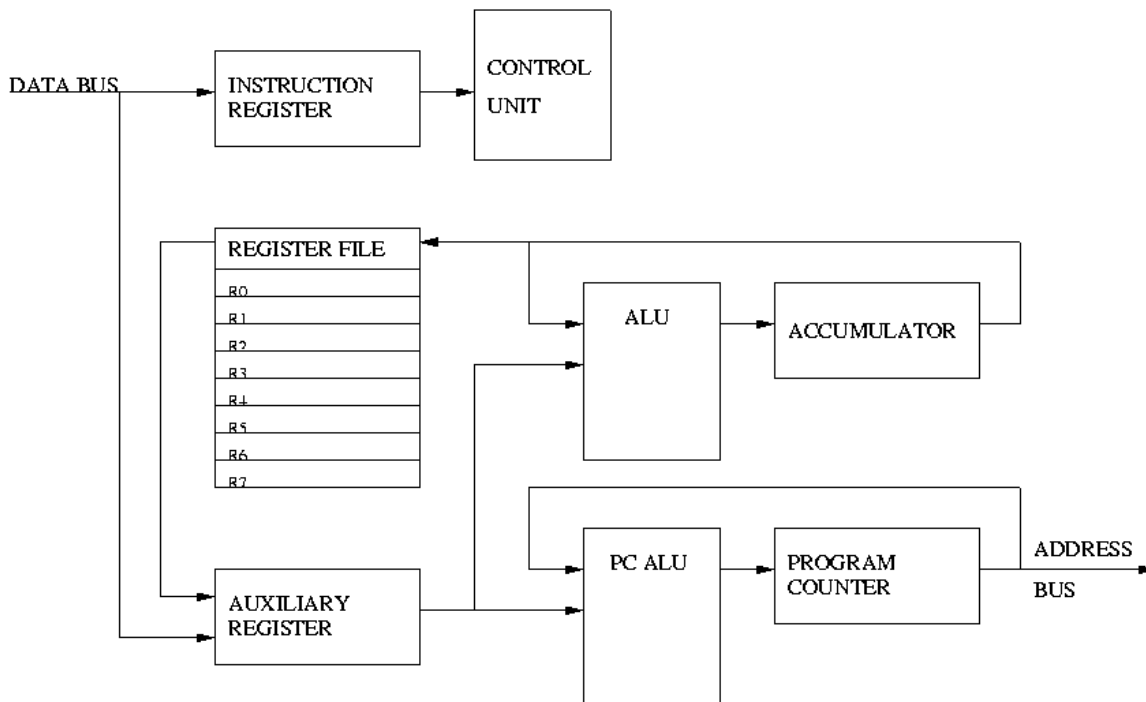 DATA BUS
INSTRUCTION
REGISTER
CONTROL
UNIT
REGISTER FILE
R0
R1
R2
R3
R4
R5
R6
R7
ALU
ACCUMULATOR
AUXILIARY
REGISTER
PC ALU
PROGRAM
COUNTER
ADDRESS
BUS